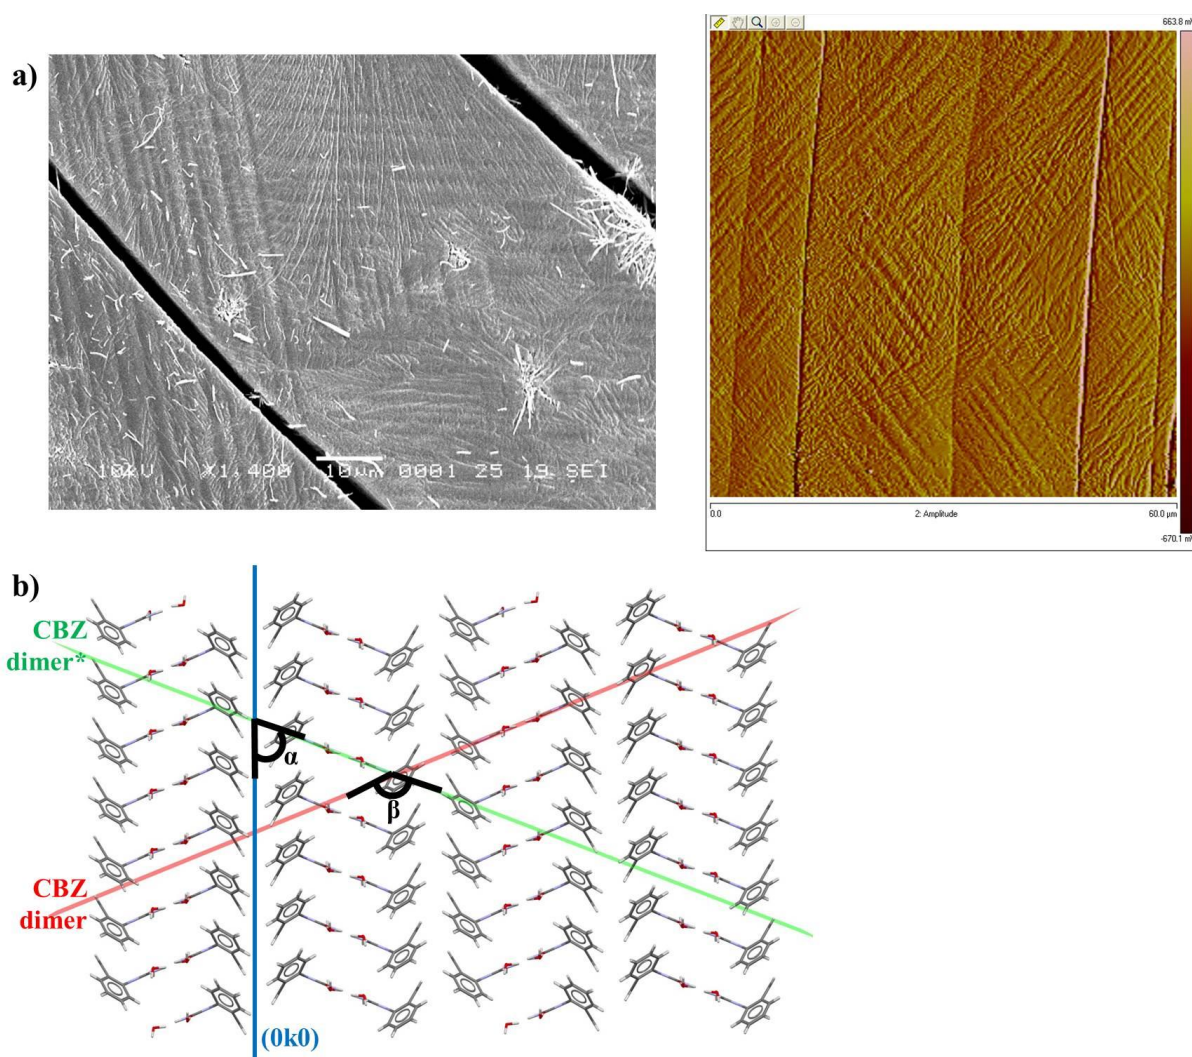 a)
10kV X1,400 10μm 0001 25 19 SEI
663.8 mV
0.0 2: Amplitude 60.0 µm
-670.1 mV
b)
CBZ
dimer*
α
β
CBZ
dimer
(0k0)